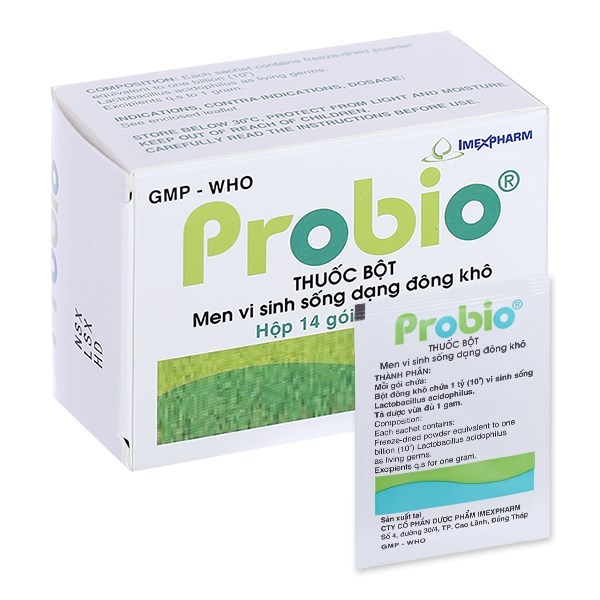 COMPOSITION: Each sachet contains freeze-dried powder
equivalent to one billion (10⁹)
Lactobacillus acidophilus as living germs.
Excipients q.s to 1 gram.
INDICATIONS, CONTRA-INDICATIONS, DOSAGE:
See enclosed leaflet
STORE BELOW 30°C, PROTECT FROM LIGHT AND MOISTURE
KEEP OUT OF REACH OF CHILDREN.
CAREFULLY READ THE INSTRUCTIONS BEFORE USE.
IMEXPHARM
GMP - WHO
Probio®
THUỐC BỘT
Men vi sinh sống dạng đông khô
Hộp 14 gói
NSX
LSX
HD
Probio®
THUỐC BỘT
Men vi sinh sống dạng đông khô
THÀNH PHẦN:
Mỗi gói chứa:
Bột đông khô chứa 1 tỷ (10⁹) vi sinh sống
Lactobacillus acidophilus.
Tá dược vừa đủ 1 gam.
Composition:
Each sachet contains:
Freeze-dried powder equivalent to one
billion (10⁹) Lactobacillus acidophilus
as living germs.
Excipients q.s for one gram.
Sản xuất tại
CTY CỔ PHẦN DƯỢC PHẨM IMEXPHARM
Số 4, đường 30/4, TP. Cao Lãnh, Đồng Tháp
GMP - WHO